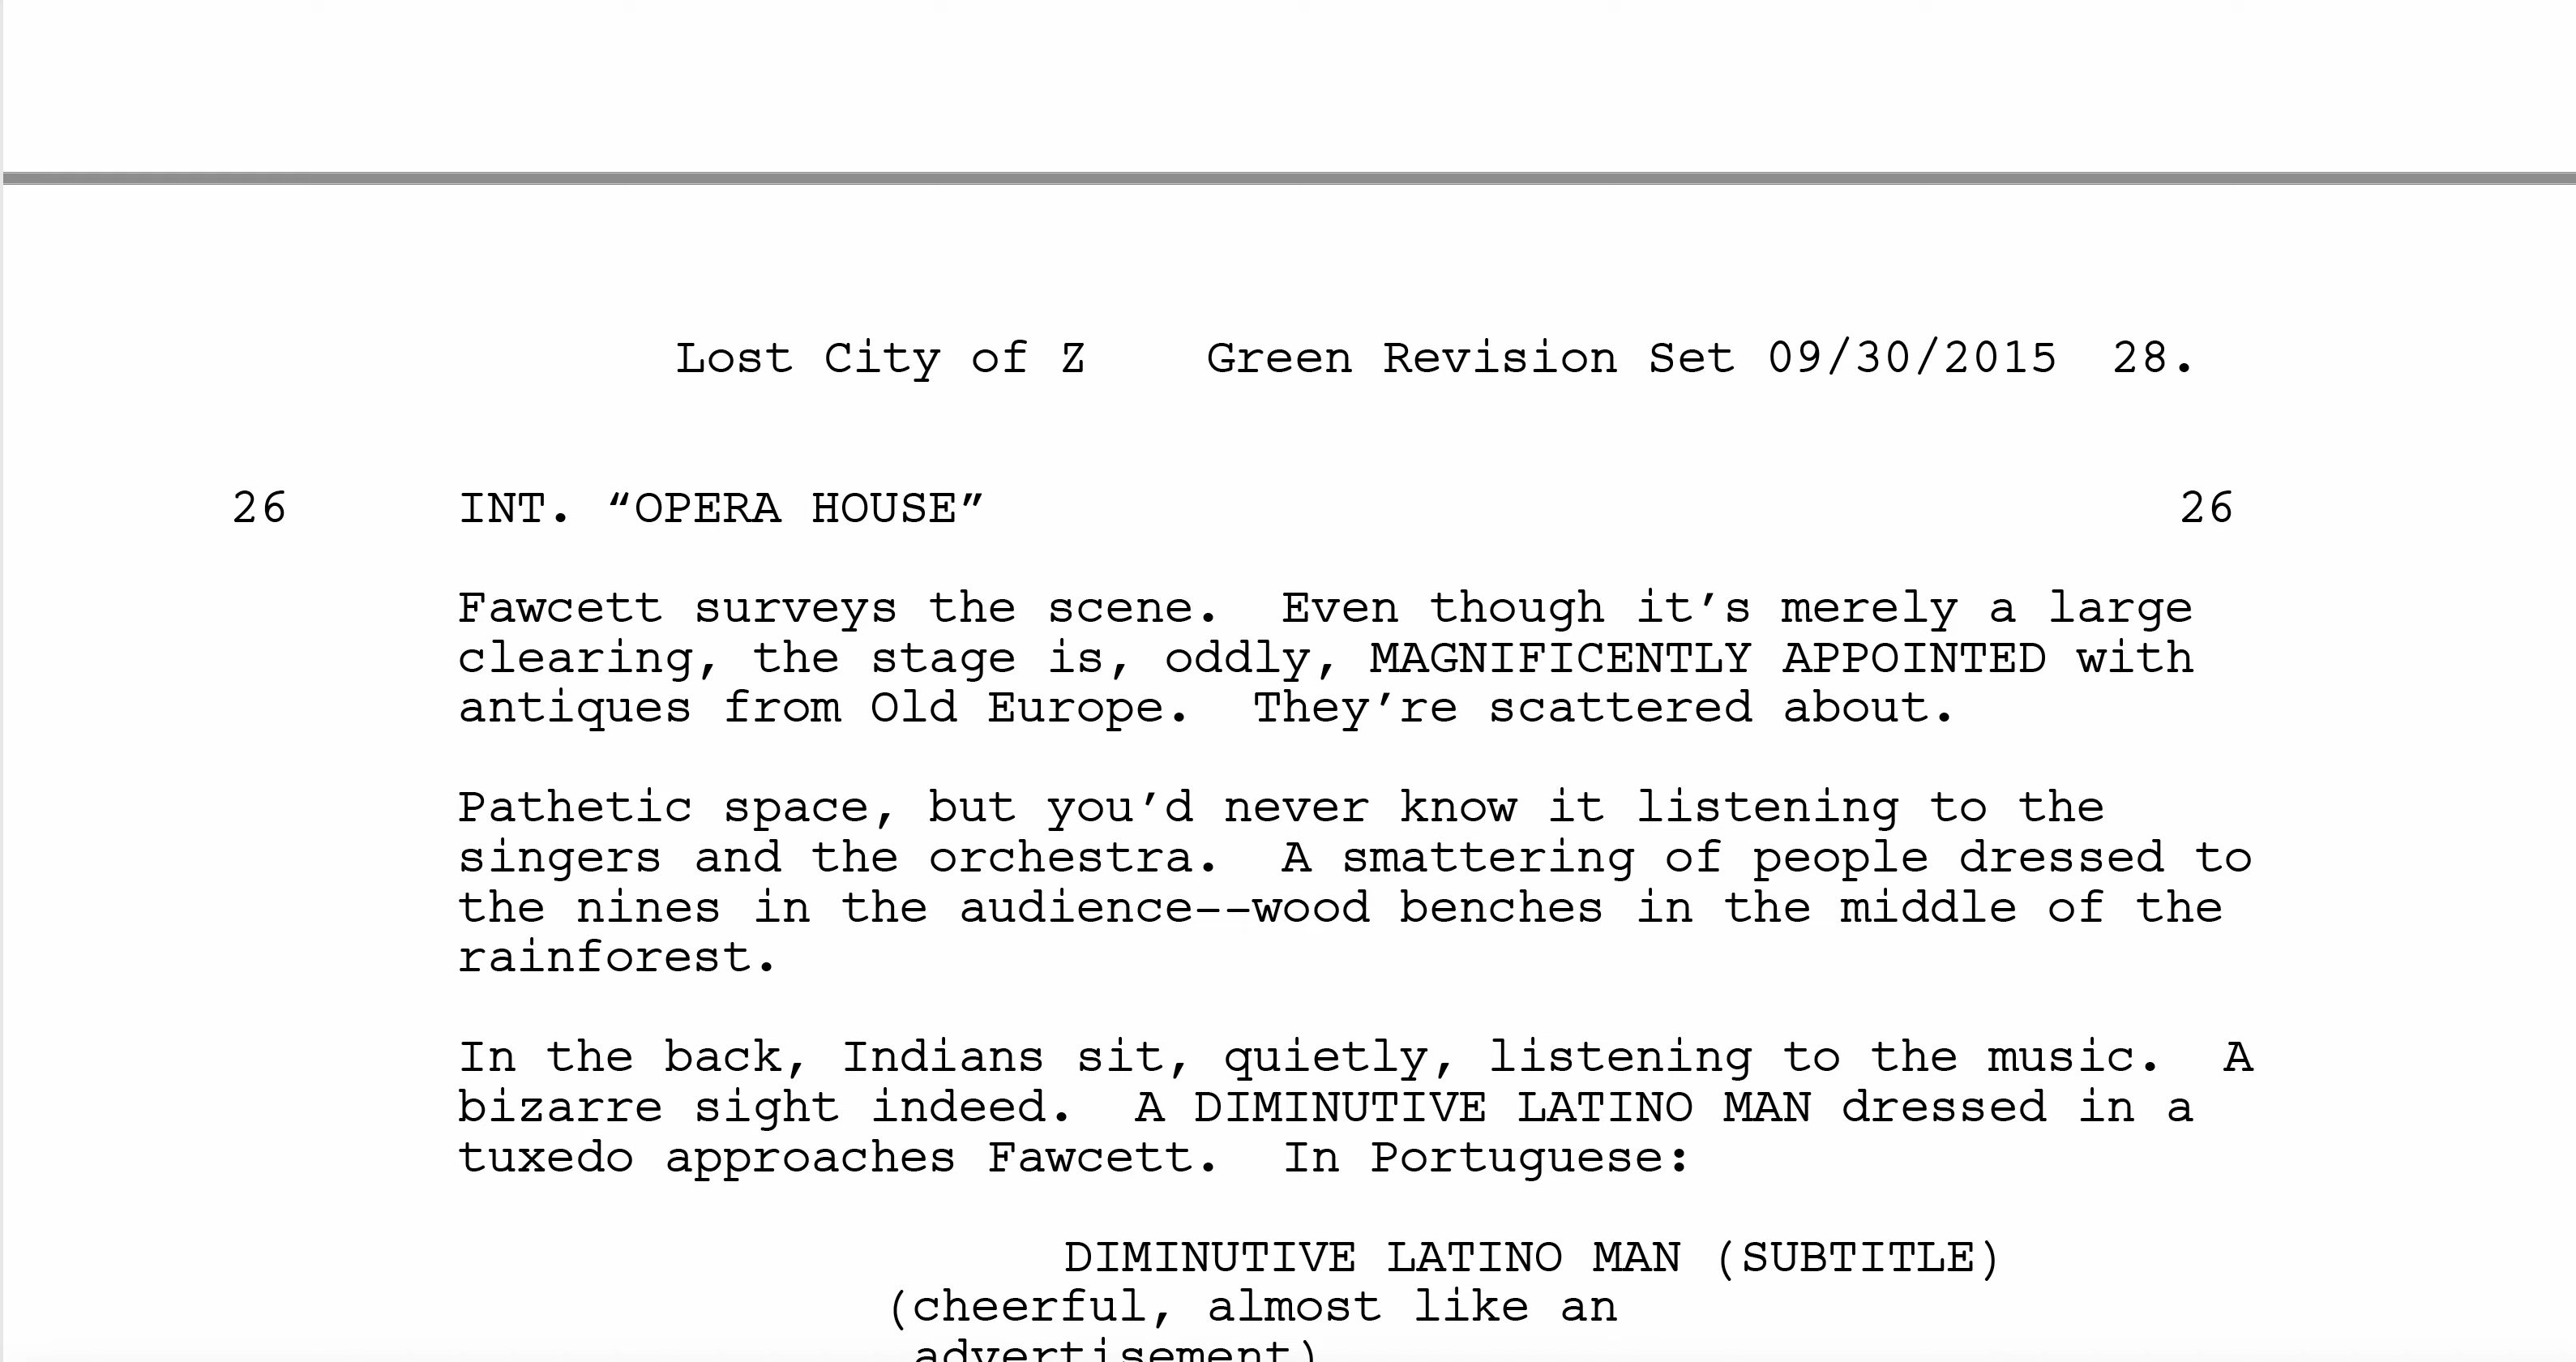 Lost City of Z Green Revision Set 09/30/2015 28.
26 INT. “OPERA HOUSE” 26
Fawcett surveys the scene. Even though it’s merely a large
clearing, the stage is, oddly, MAGNIFICENTLY APPOINTED with
antiques from Old Europe. They’re scattered about.
Pathetic space, but you’d never know it listening to the
singers and the orchestra. A smattering of people dressed to
the nines in the audience--wood benches in the middle of the
rainforest.
In the back, Indians sit, quietly, listening to the music. A
bizarre sight indeed. A DIMINUTIVE LATINO MAN dressed in a
tuxedo approaches Fawcett. In Portuguese:
DIMINUTIVE LATINO MAN (SUBTITLE)
(cheerful, almost like an
advertisement)